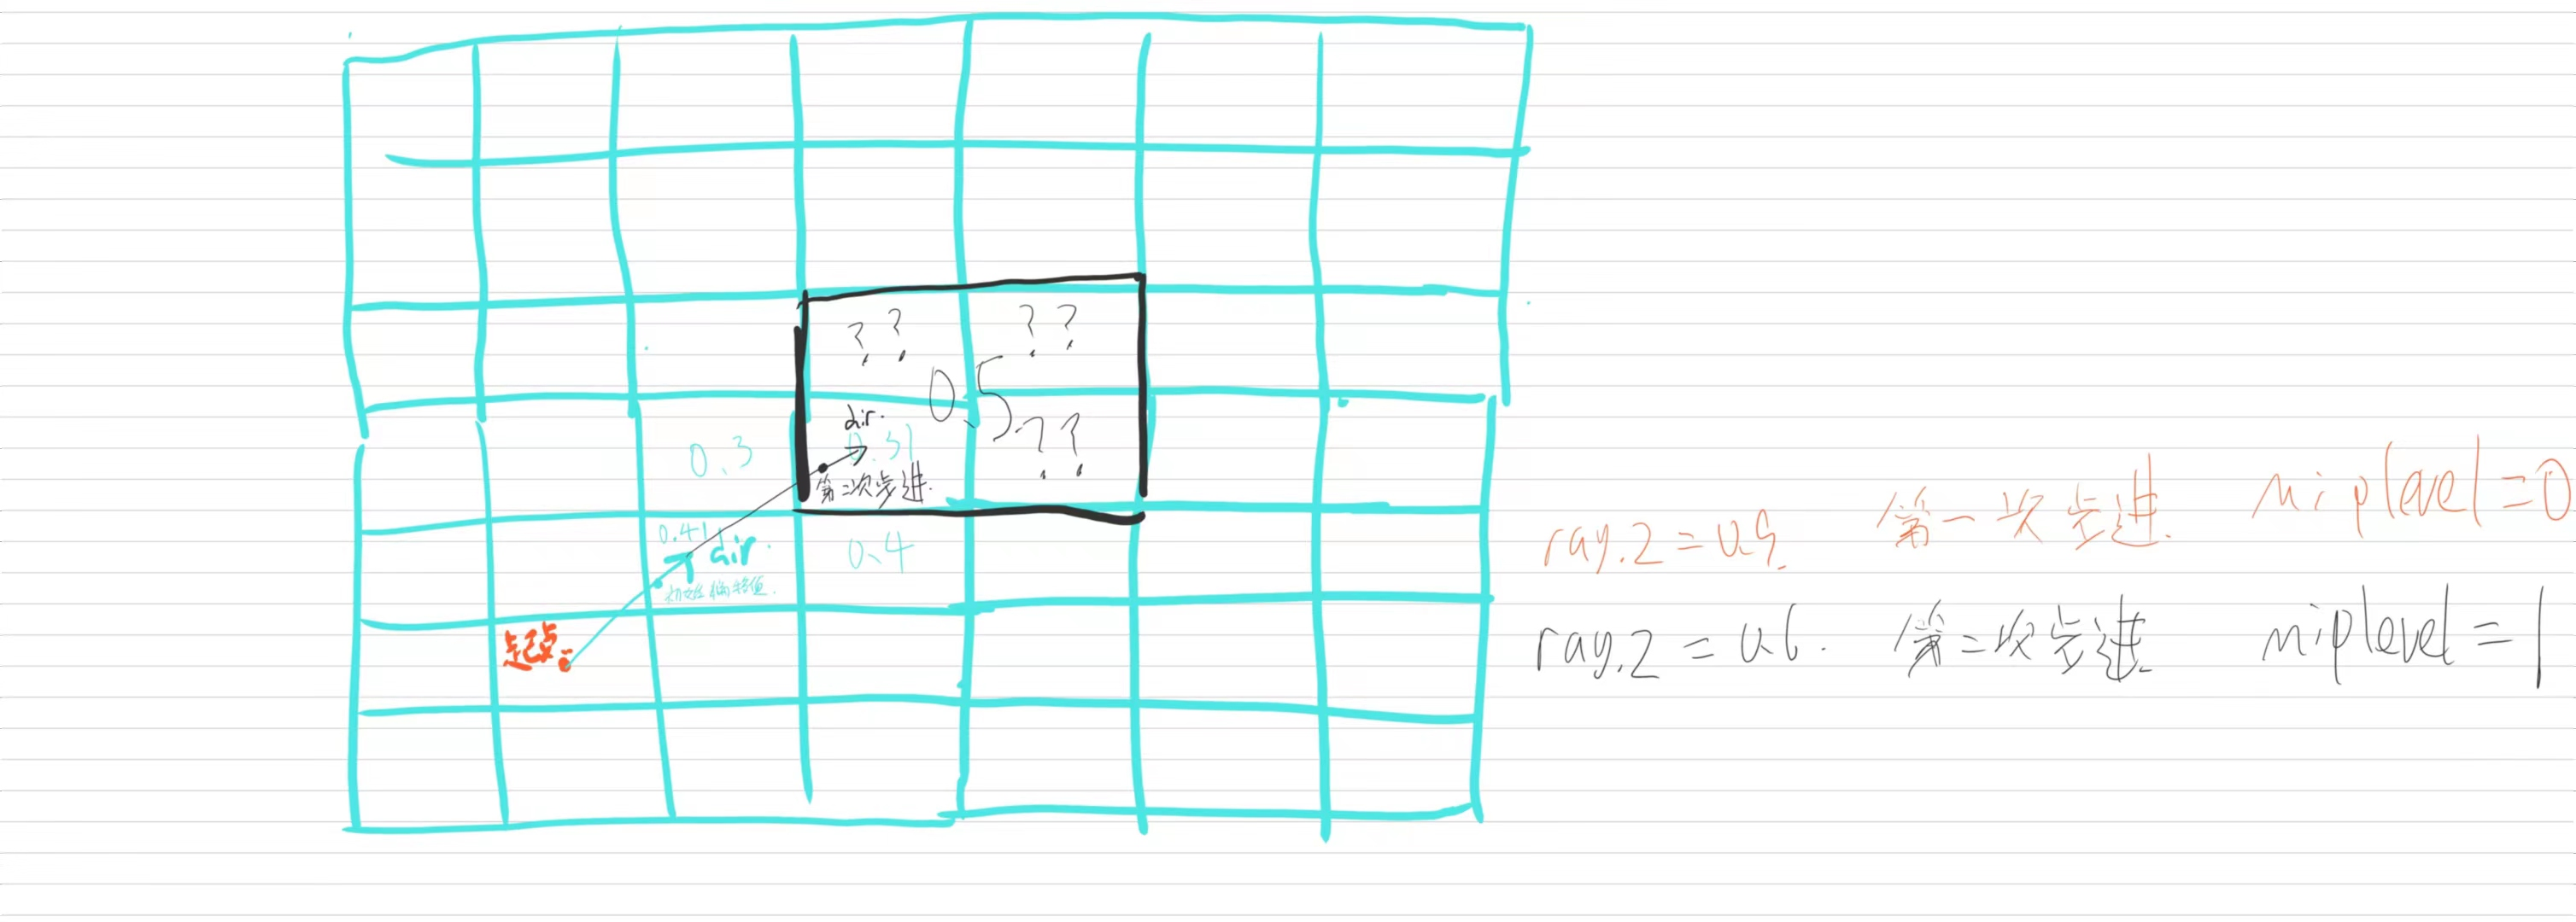 ?? ??
0.5
dir.
0.3 0.31 ??
第二次步进.
0.41 dir. 0.4
初始偏移值.
起点
ray.z = 0.5. 第一次步进. miplevel=0
ray.z = 0.6. 第二次步进 miplevel=1